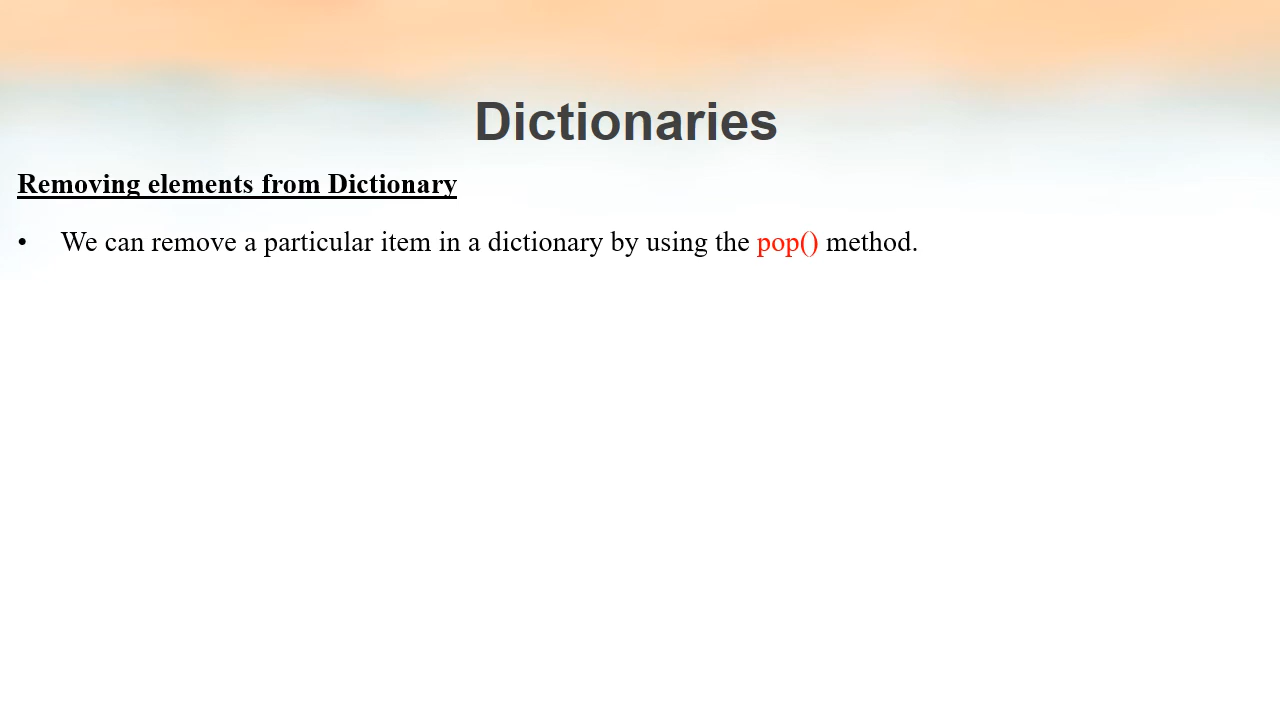 Dictionaries
Removing elements from Dictionary
• We can remove a particular item in a dictionary by using the pop() method.